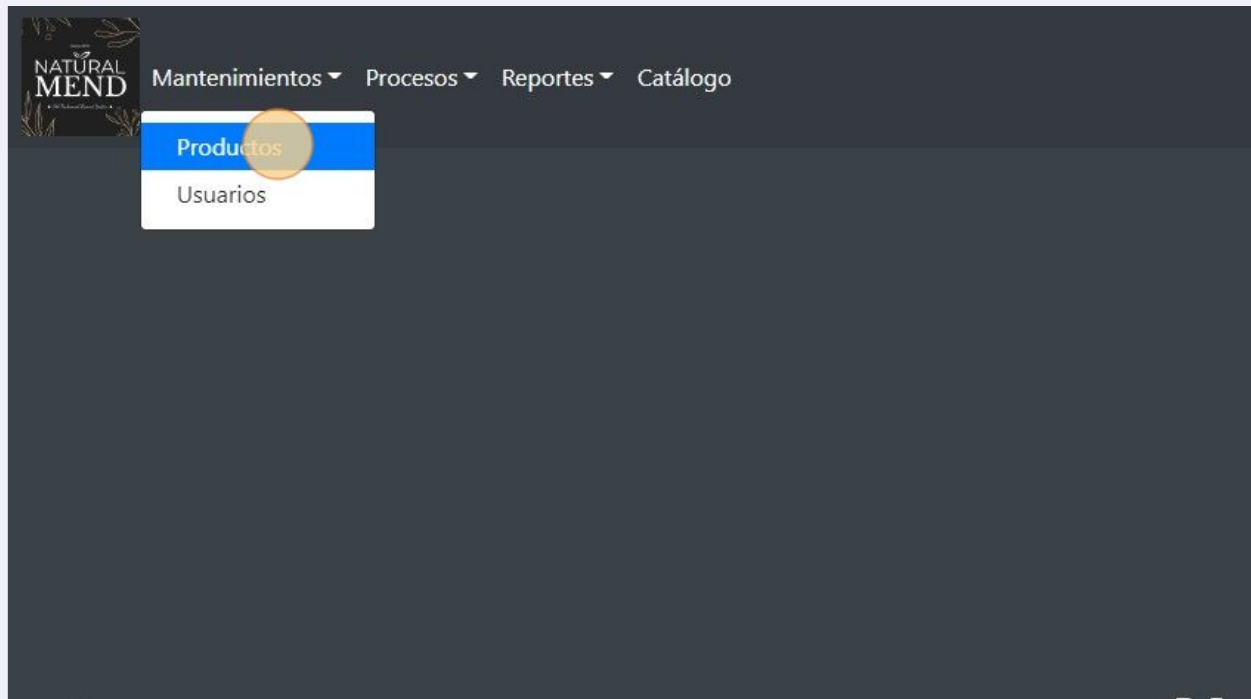 NATURAL
MEND
Mantenimientos Procesos Reportes Catálogo
Productos
Usuarios